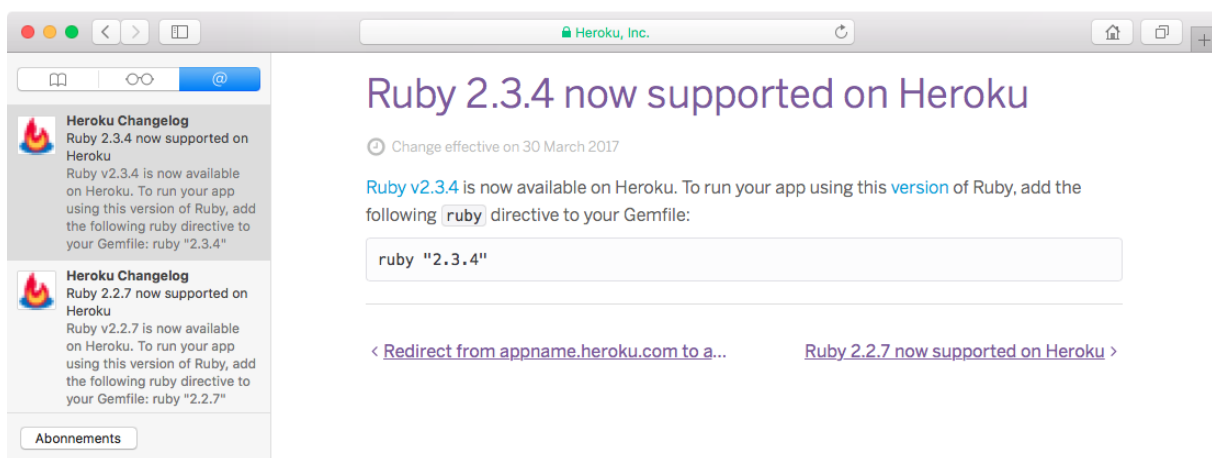 Heroku, Inc.
@
Heroku Changelog
Ruby 2.3.4 now supported on
Heroku
Ruby v2.3.4 is now available
on Heroku. To run your app
using this version of Ruby, add
the following ruby directive to
your Gemfile: ruby "2.3.4"
Heroku Changelog
Ruby 2.2.7 now supported on
Heroku
Ruby v2.2.7 is now available
on Heroku. To run your app
using this version of Ruby, add
the following ruby directive to
your Gemfile: ruby "2.2.7"
Abonnements
Ruby 2.3.4 now supported on Heroku
Change effective on 30 March 2017
Ruby v2.3.4 is now available on Heroku. To run your app using this version of Ruby, add the
following ruby directive to your Gemfile:
ruby "2.3.4"
‹ Redirect from appname.heroku.com to a...
Ruby 2.2.7 now supported on Heroku ›